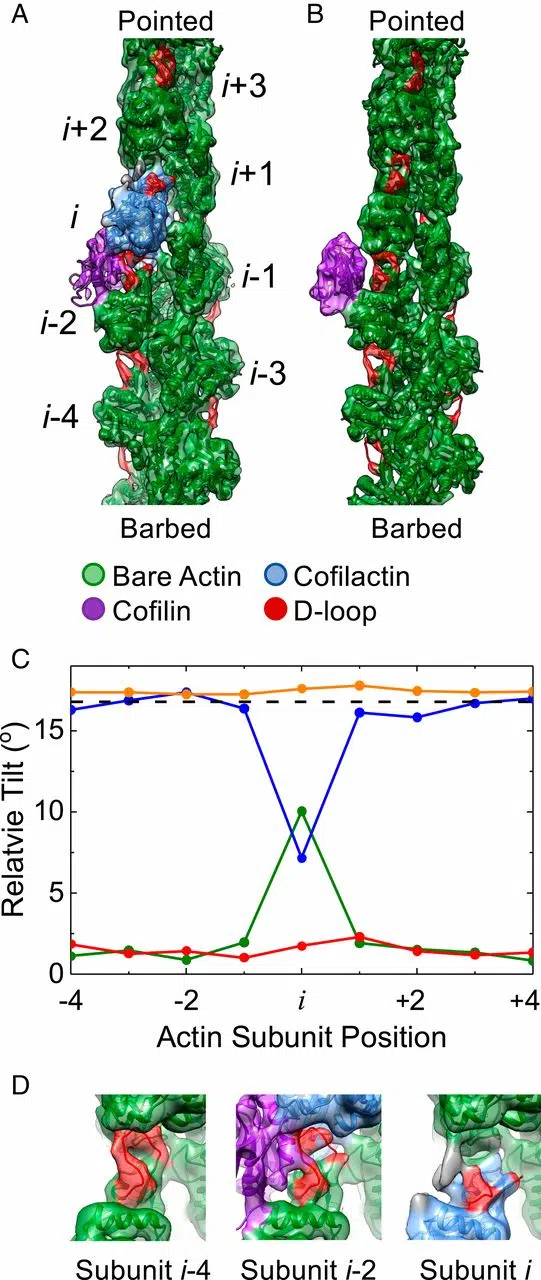 A
B
Pointed
Pointed
i+3
i+2
i+1
i
i-1
i-2
i-3
i-4
Barbed
Barbed
Bare Actin
Cofilactin
Cofilin
D-loop
C
Relatvie Tilt (°)
15
10
5
0
-4
-2
i
+2
+4
Actin Subunit Position
D
Subunit i-4
Subunit i-2
Subunit i